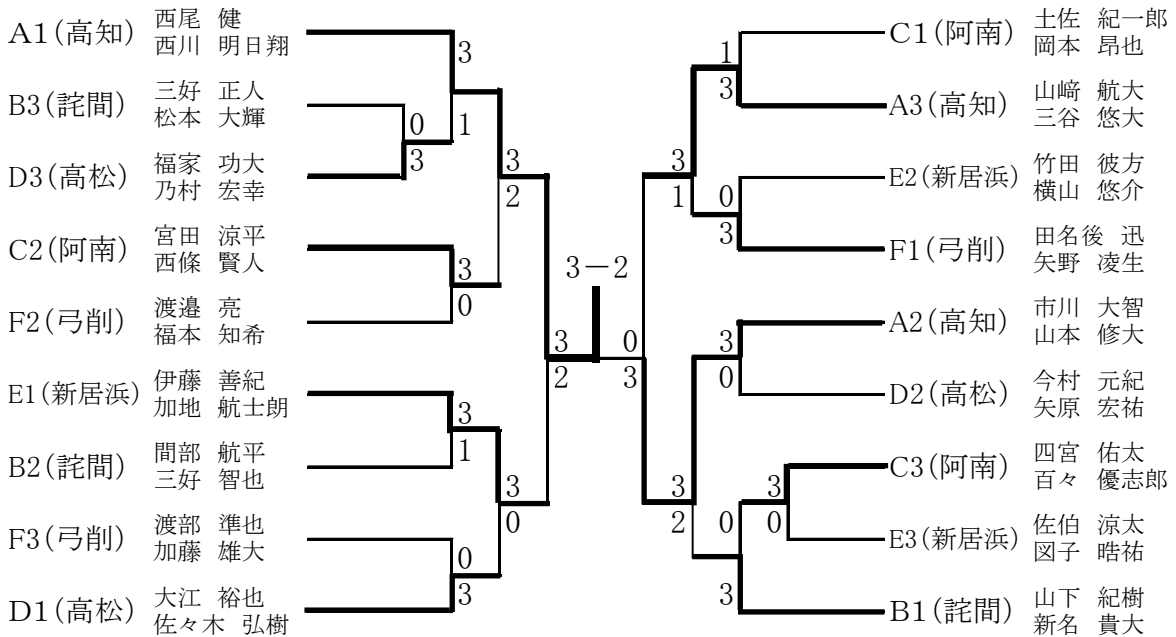 A1(高知)
西尾 健
西川 明日翔
B3(詫間)
三好 正人
松本 大輝
D3(高松)
福家 功大
乃村 宏幸
C2(阿南)
宮田 涼平
西條 賢人
F2(弓削)
渡邉 亮
福本 知希
E1(新居浜)
伊藤 善紀
加地 航士朗
B2(詫間)
間部 航平
三好 智也
F3(弓削)
渡部 準也
加藤 雄大
D1(高松)
大江 裕也
佐々木 弘樹
3
1
0
3
3
2
3
0
3
1
3
0
0
3
3
2
3－2
0
3
3
1
1
3
0
3
3
2
3
0
0
3
3
0
C1(阿南)
土佐 紀一郎
岡本 昂也
A3(高知)
山﨑 航大
三谷 悠大
E2(新居浜)
竹田 彼方
横山 悠介
F1(弓削)
田名後 迅
矢野 凌生
A2(高知)
市川 大智
山本 修大
D2(高松)
今村 元紀
矢原 宏祐
C3(阿南)
四宮 佑太
百々 優志郎
E3(新居浜)
佐伯 涼太
図子 晧祐
B1(詫間)
山下 紀樹
新名 貴大